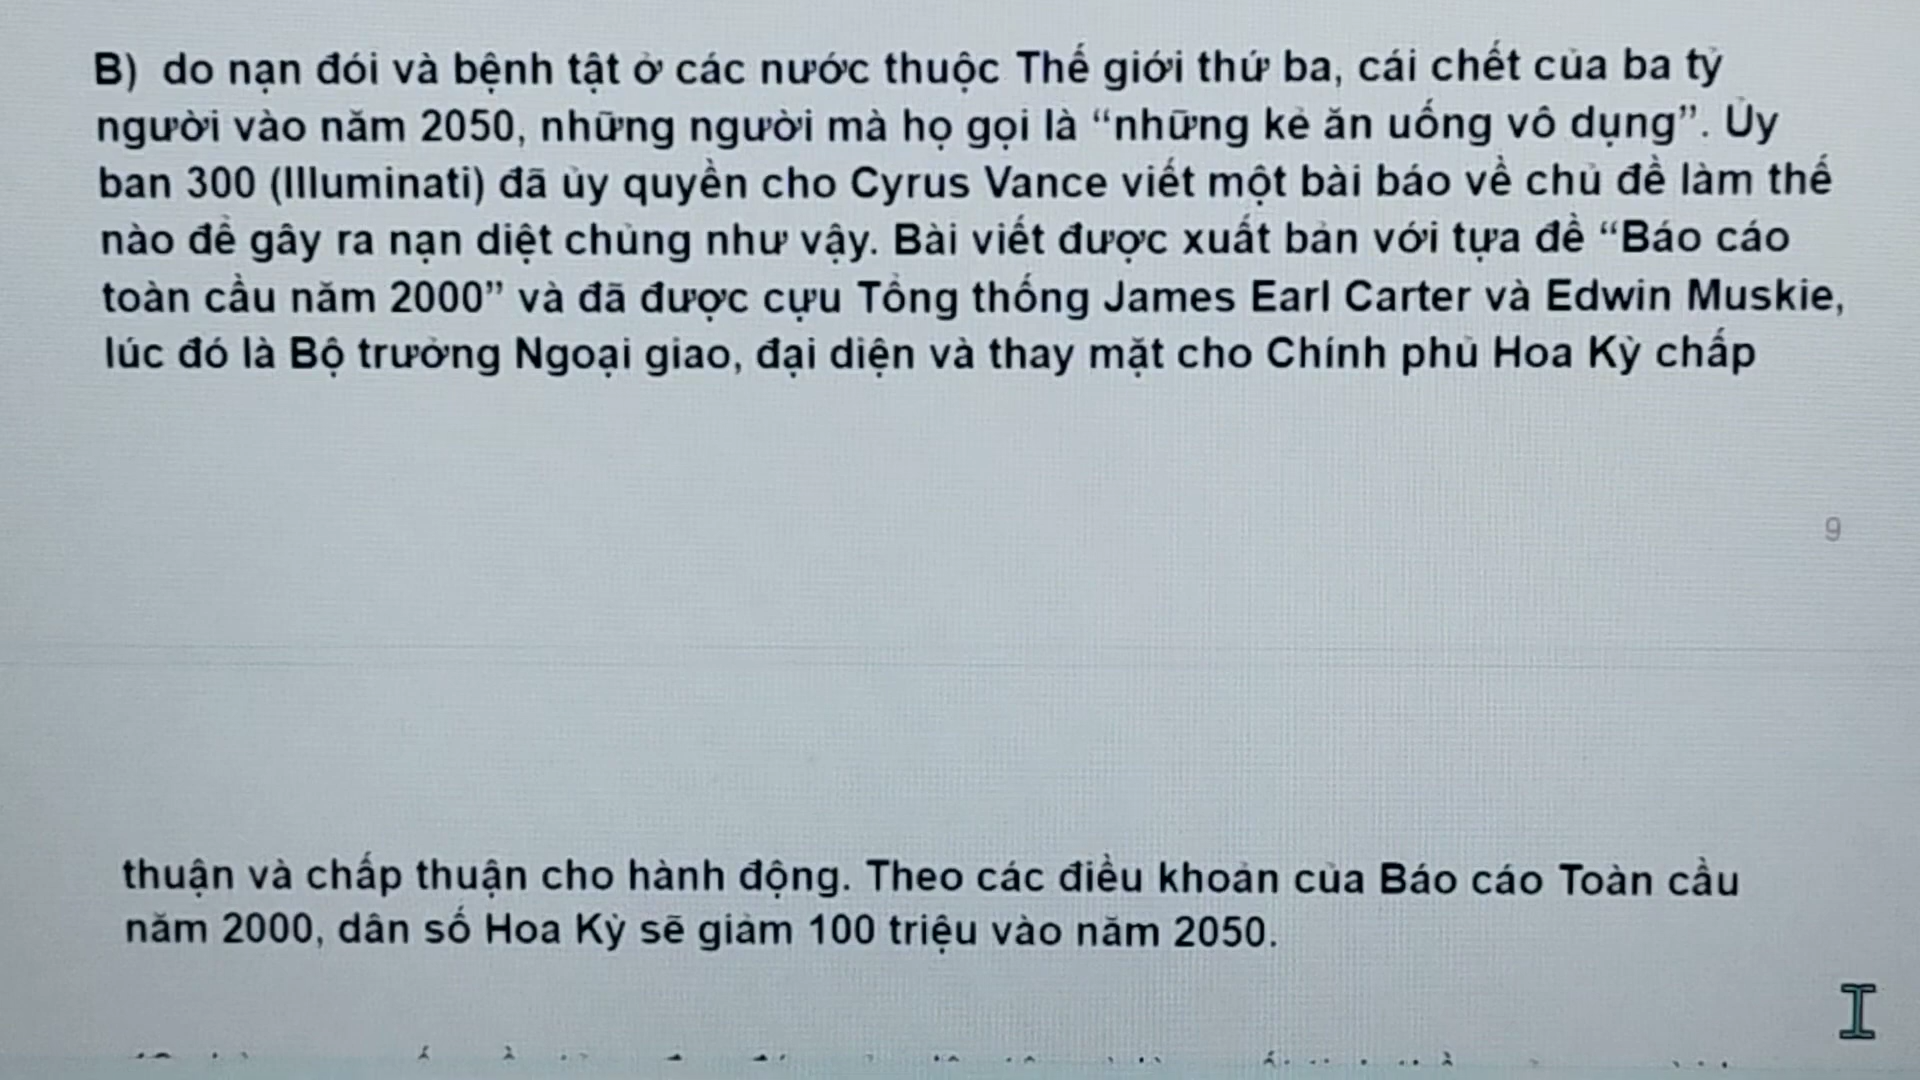 B) do nạn đói và bệnh tật ở các nước thuộc Thế giới thứ ba, cái chết của ba tỷ
người vào năm 2050, những người mà họ gọi là “những kẻ ăn uống vô dụng”. Ủy
ban 300 (Illuminati) đã ủy quyền cho Cyrus Vance viết một bài báo về chủ đề làm thế
nào để gây ra nạn diệt chủng như vậy. Bài viết được xuất bản với tựa đề “Báo cáo
toàn cầu năm 2000” và đã được cựu Tổng thống James Earl Carter và Edwin Muskie,
lúc đó là Bộ trưởng Ngoại giao, đại diện và thay mặt cho Chính phủ Hoa Kỳ chấp
9
thuận và chấp thuận cho hành động. Theo các điều khoản của Báo cáo Toàn cầu
năm 2000, dân số Hoa Kỳ sẽ giảm 100 triệu vào năm 2050.